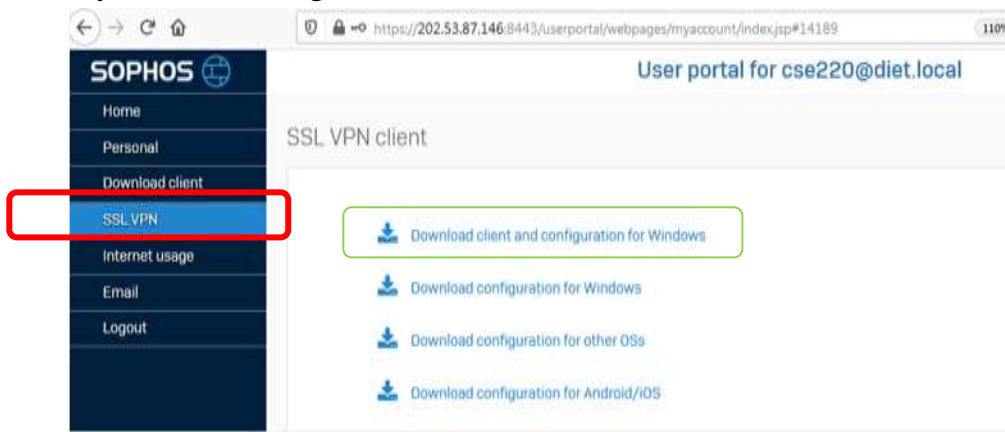 https://202.53.87.146:8443/userportal/webpages/myaccount/index.jsp#14189
110%
SOPHOS
User portal for cse220@diet.local
Home
Personal
Download client
SSL VPN
Internet usage
Email
Logout
SSL VPN client
Download client and configuration for Windows
Download configuration for Windows
Download configuration for other OSs
Download configuration for Android/iOS